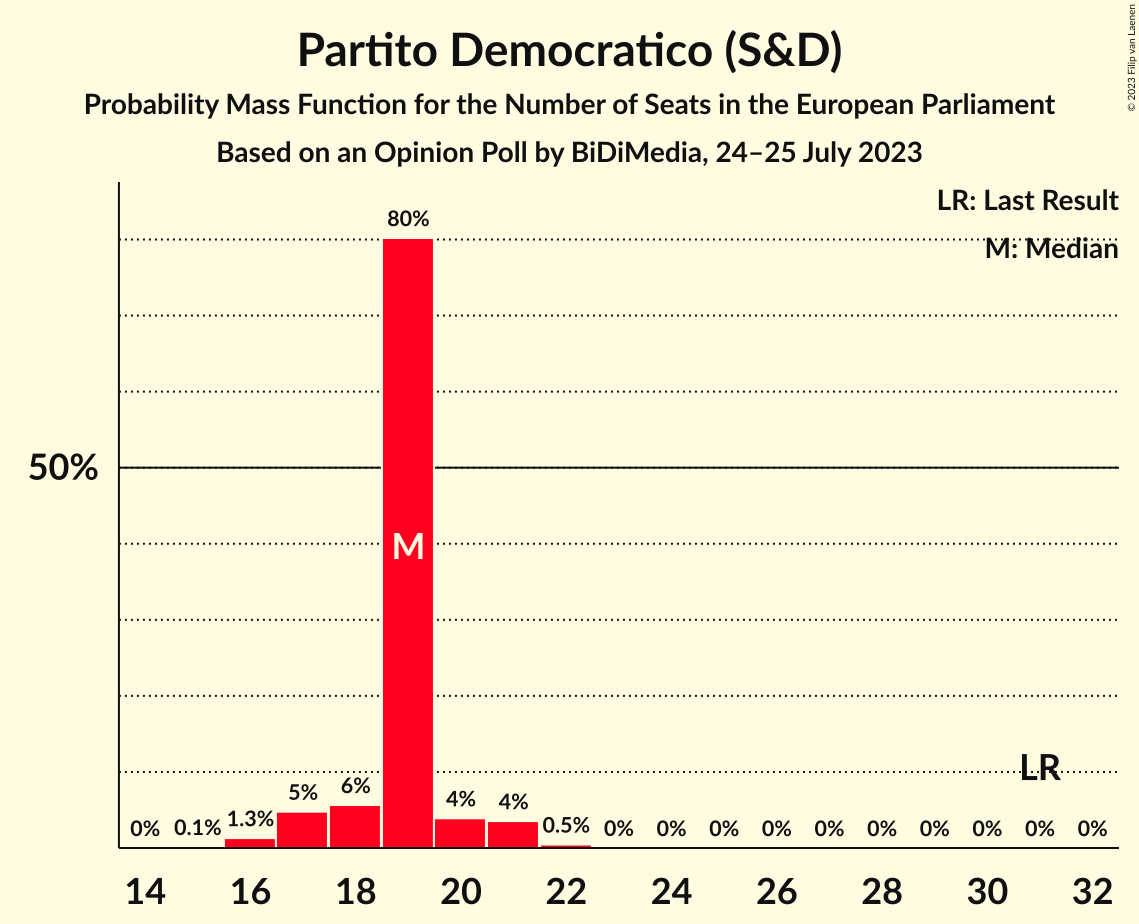 Partito Democratico (S&D)
Probability Mass Function for the Number of Seats in the European Parliament
Based on an Opinion Poll by BiDiMedia, 24–25 July 2023
© 2023 Filip van Laenen
LR: Last Result
M: Median
80%
50%
M
LR
0% 0.1% 1.3% 5% 6% 4% 4% 0.5% 0% 0% 0% 0% 0% 0% 0% 0% 0% 0%
14 16 18 20 22 24 26 28 30 32